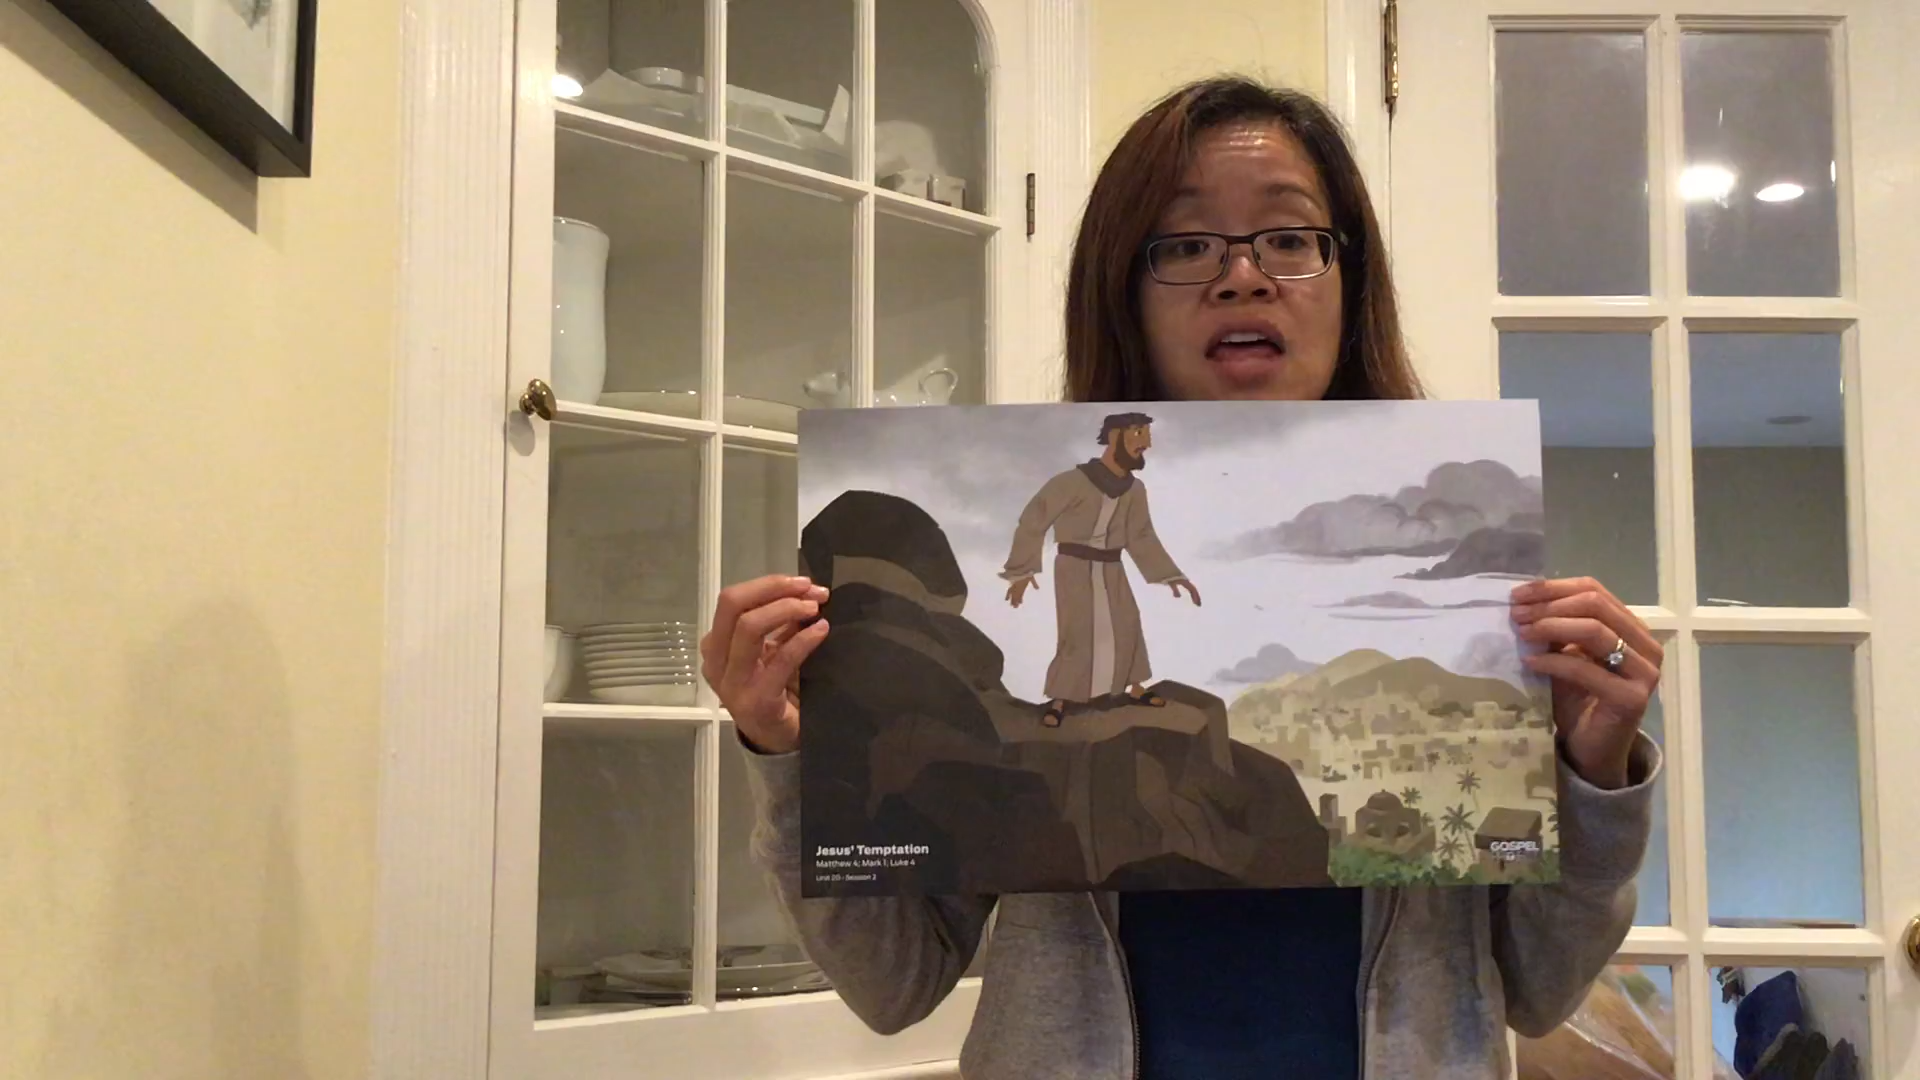 Jesus' Temptation
Matthew 4; Mark 1; Luke 4
Unit 20 • Session 2
GOSPEL